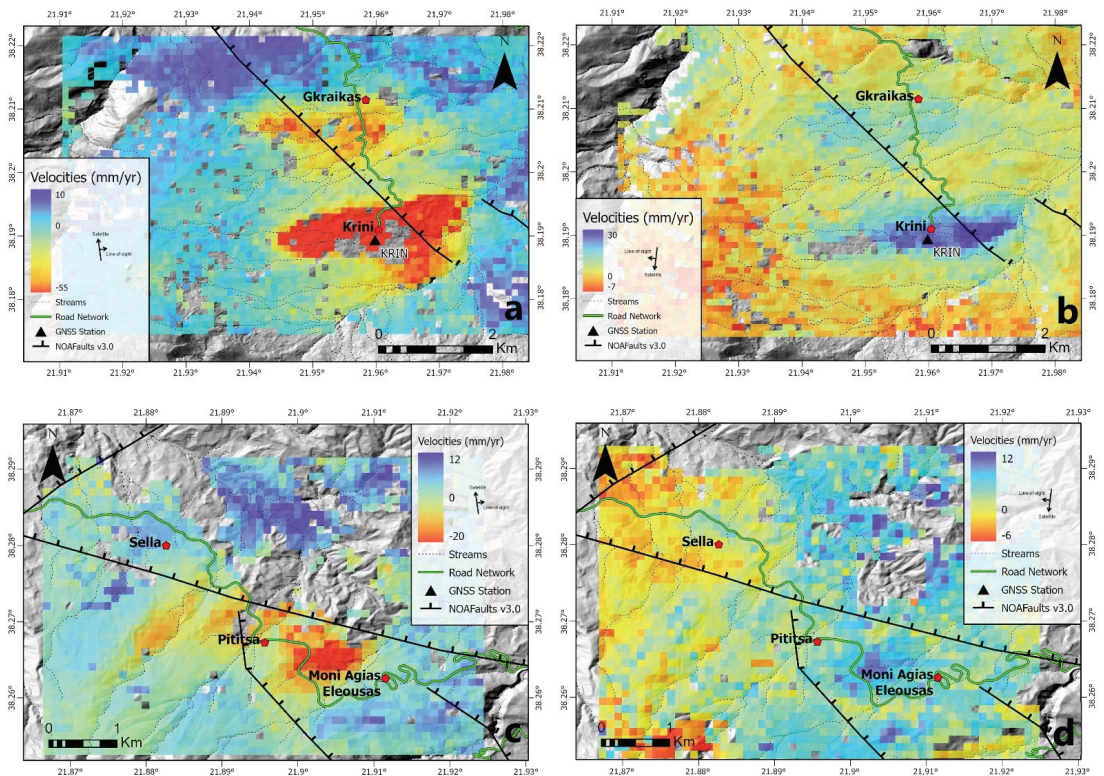 21.91 21.92 21.93 21.94 21.95 21.96 21.97 21.98
38.22°
38.21°
38.2°
38.19°
38.18°
N
Gkraikas
Krini
KRIN
Velocities (mm/yr)
10
0
-55
Satellite
Line-of-sight
Streams
Road Network
GNSS Station
NOAFaults v3.0
0 2
Km
a
21.91 21.92 21.93 21.94 21.95 21.96 21.97 21.98
21.91 21.92 21.93 21.94 21.95 21.96 21.97 21.98
38.22°
38.21°
38.2°
38.19°
38.18°
N
Gkraikas
Krini
KRIN
Velocities (mm/yr)
30
0
-7
Line-of-sight
Satellite
Streams
Road Network
GNSS Station
NOAFaults v3.0
0 2
Km
b
21.91 21.92 21.93 21.94 21.95 21.96 21.97 21.98
21.87° 21.88° 21.89° 21.9° 21.91° 21.92° 21.93°
38.29°
38.28°
38.27°
38.26°
N
Sella
Pititsa
Moni Agias
Eleousas
Velocities (mm/yr)
12
0
-20
Satellite
Line-of-sight
Streams
Road Network
GNSS Station
NOAFaults v3.0
0 1
Km
c
21.87° 21.88° 21.89° 21.9° 21.91° 21.92° 21.93°
21.87° 21.88° 21.89° 21.9° 21.91° 21.92° 21.93°
38.29°
38.28°
38.27°
38.26°
N
Sella
Pititsa
Moni Agias
Eleousas
Velocities (mm/yr)
12
0
-6
Line-of-sight
Satellite
Streams
Road Network
GNSS Station
NOAFaults v3.0
0 1
Km
d
21.87° 21.88° 21.89° 21.9° 21.91° 21.92° 21.93°